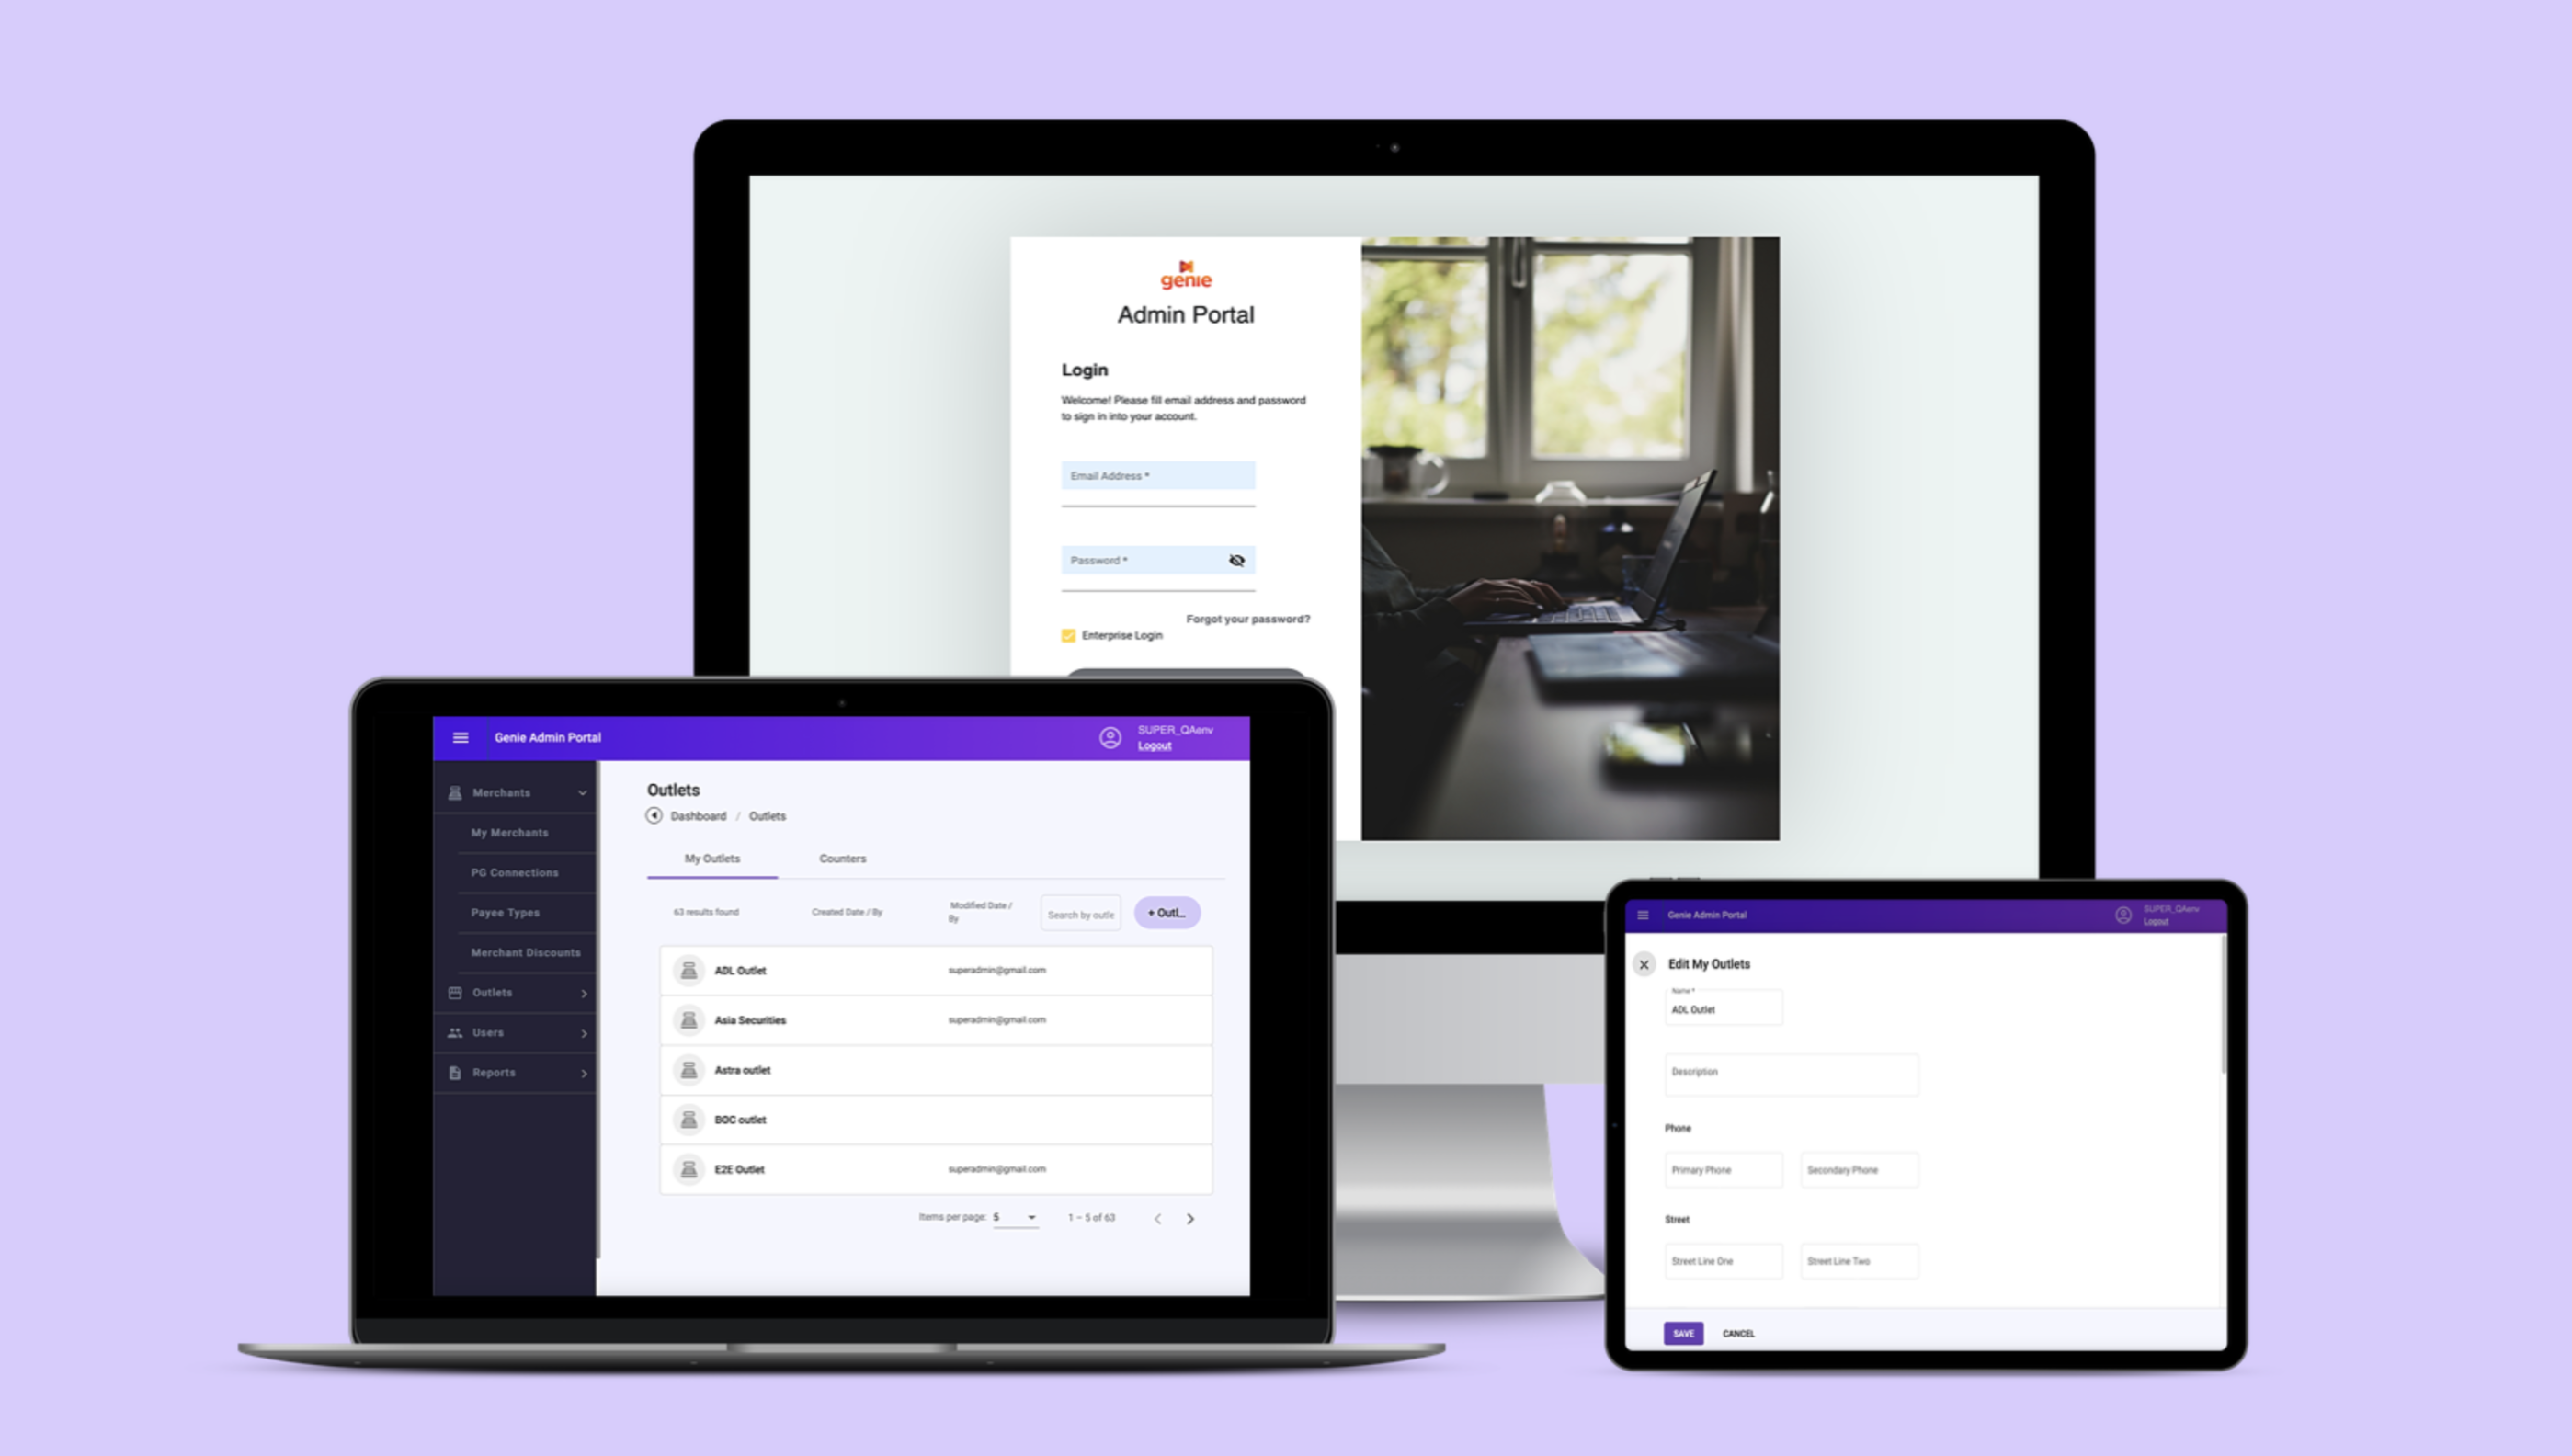 genie
Admin Portal
Login
Welcome! Please fill email address and password
to sign in into your account.
Email Address *
Password *
Forgot your password?
Enterprise Login
Genie Admin Portal
SUPER_QAenv
Logout
Merchants
My Merchants
PG Connections
Payee Types
Merchant Discounts
Outlets
Users
Reports
Outlets
Dashboard / Outlets
My Outlets Counters
63 results found Created Date / By Modified Date /
By
Search by outle
+ Outl...
ADL Outlet superadmin@gmail.com
Asia Securities superadmin@gmail.com
Astra outlet
BOC outlet
E2E Outlet superadmin@gmail.com
Items per page: 5 1 – 5 of 63
Genie Admin Portal
SUPER_QAenv
Logout
Edit My Outlets
Name *
ADL Outlet
Description
Phone
Primary Phone Secondary Phone
Street
Street Line One Street Line Two
SAVE CANCEL